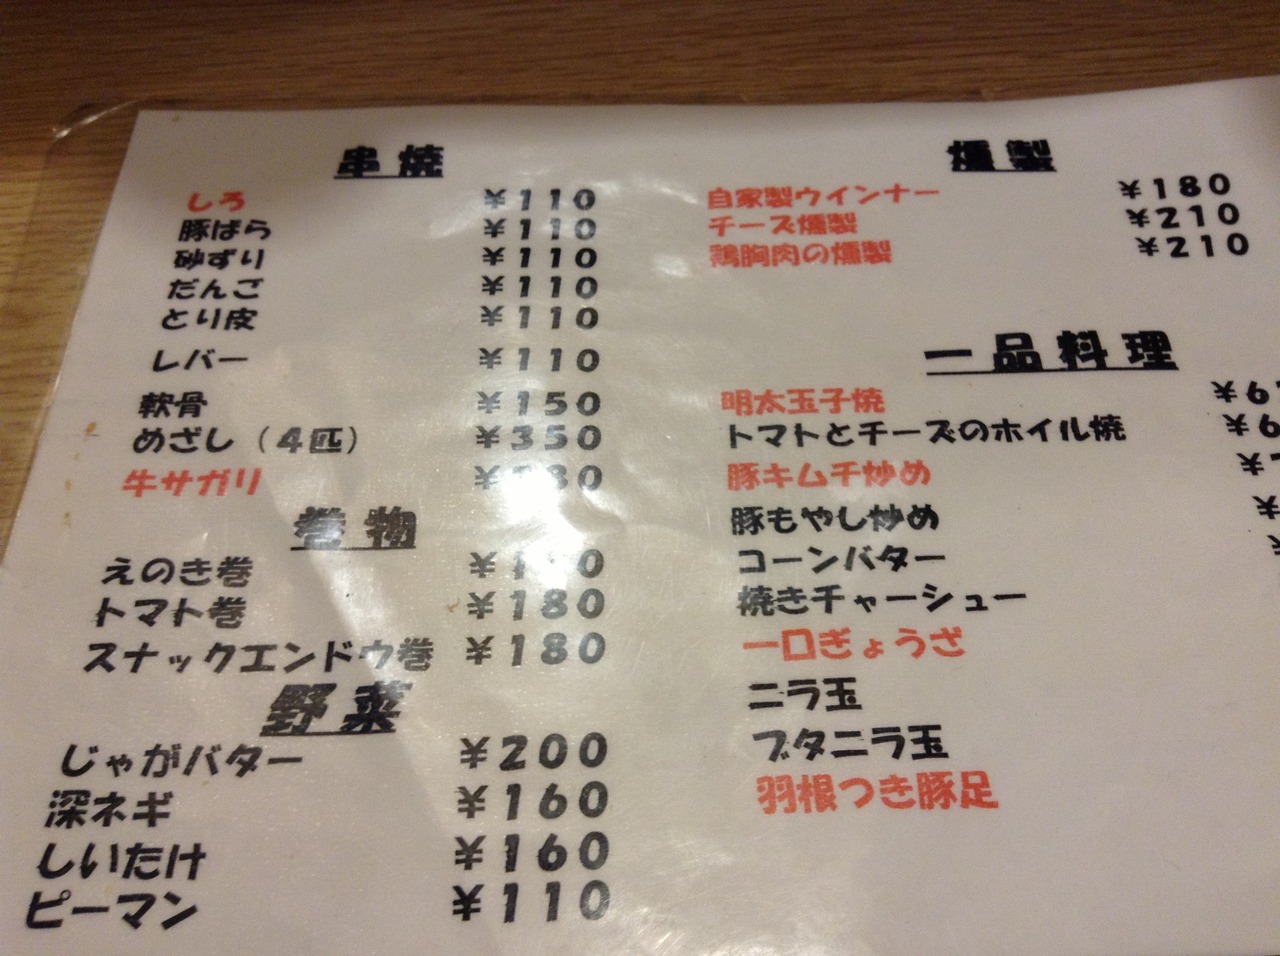 串焼
しろ ¥110
豚ばら ¥110
砂ずり ¥110
だんご ¥110
とり皮 ¥110
レバー ¥110
軟骨 ¥150
めざし（4匹） ¥350
牛サガリ
巻物
えのき巻
トマト巻 ¥180
スナックエンドウ巻 ¥180
野菜
じゃがバター ¥200
深ネギ ¥160
しいたけ ¥160
ピーマン ¥110
燻製
自家製ウインナー ¥180
チーズ燻製 ¥210
鶏胸肉の燻製 ¥210
一品料理
明太玉子焼
トマトとチーズのホイル焼
豚キムチ炒め
豚もやし炒め
コーンバター
焼きチャーシュー
一口ぎょうざ
ニラ玉
ブタニラ玉
羽根つき豚足